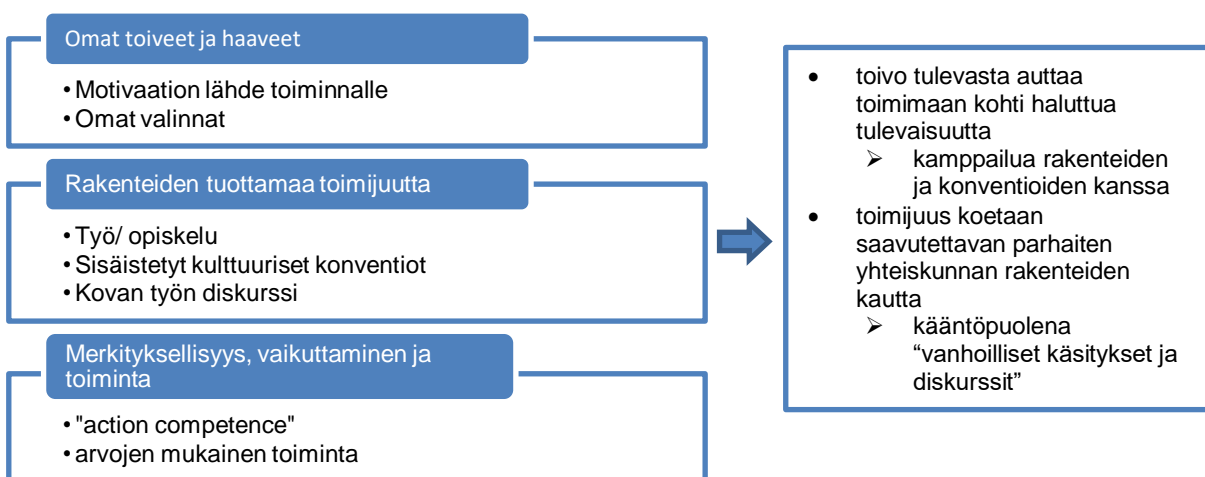 Omat toiveet ja haaveet
• Motivaation lähde toiminnalle
• Omat valinnat
Rakenteiden tuottamaa toimijuutta
• Työ/ opiskelu
• Sisäistetyt kulttuuriset konventiot
• Kovan työn diskurssi
Merkityksellisyys, vaikuttaminen ja
toiminta
• "action competence"
• arvojen mukainen toiminta
• toivo tulevasta auttaa
toimimaan kohti haluttua
tulevaisuutta
➢ kamppailua rakenteiden
ja konventioiden kanssa
• toimijuus koetaan
saavutettavan parhaiten
yhteiskunnan rakenteiden
kautta
➢ kääntöpuolena
“vanhoilliset käsitykset ja
diskurssit”